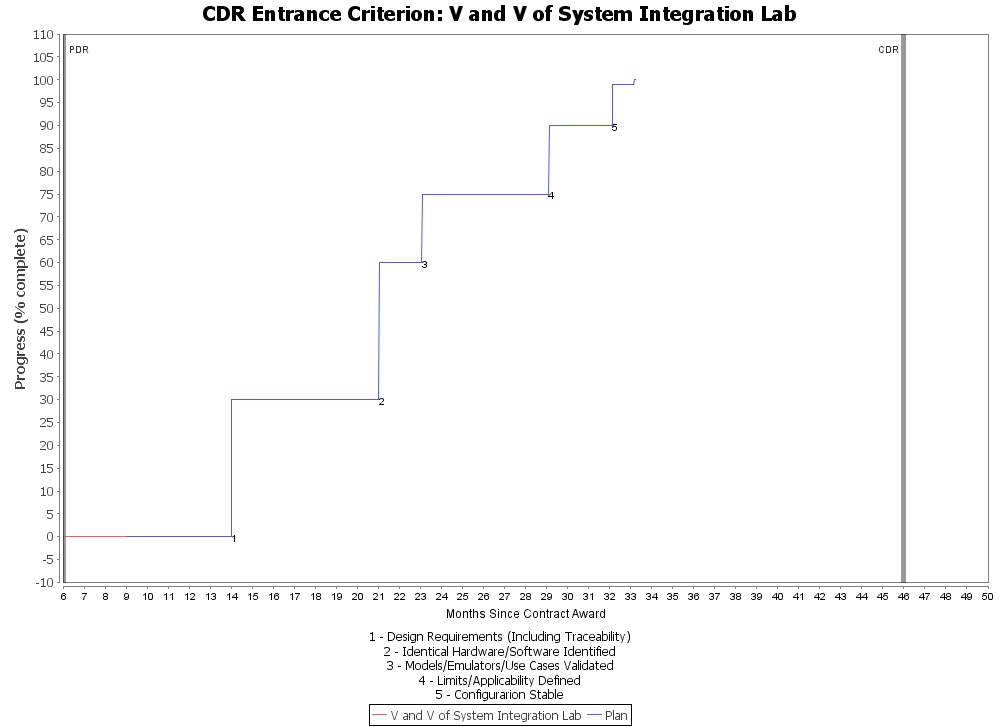 CDR Entrance Criterion: V and V of System Integration Lab
110
105
100
95
90
85
80
75
70
65
60
55
50
45
40
35
30
25
20
15
10
5
0
-5
-10
Progress (% complete)
PDR
CDR
1
2
3
4
5
6 7 8 9 10 11 12 13 14 15 16 17 18 19 20 21 22 23 24 25 26 27 28 29 30 31 32 33 34 35 36 37 38 39 40 41 42 43 44 45 46 47 48 49 50
Months Since Contract Award
1 - Design Requirements (Including Traceability)
2 - Identical Hardware/Software Identified
3 - Models/Emulators/Use Cases Validated
4 - Limits/Applicability Defined
5 - Configurarion Stable
V and V of System Integration Lab Plan